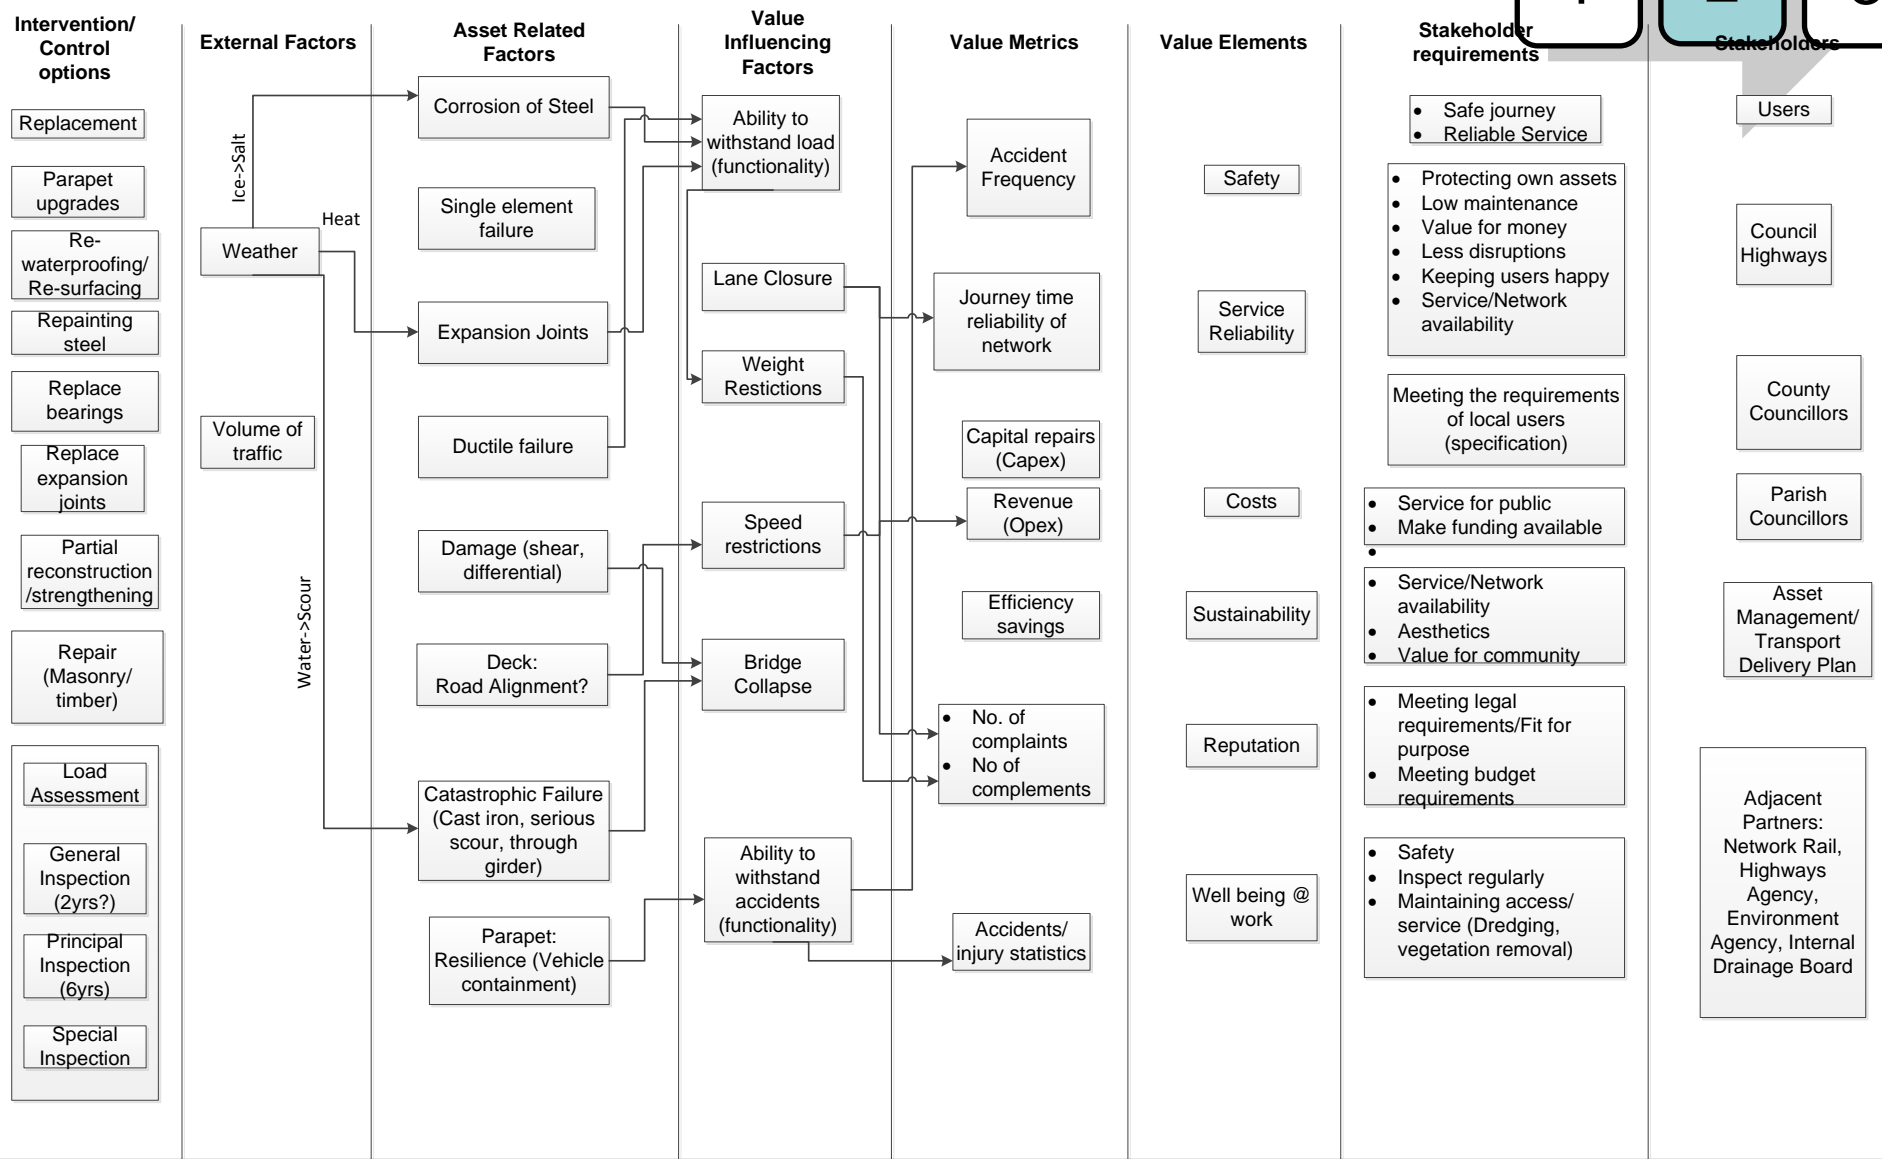 Intervention/
Control
options
External Factors
Asset Related
Factors
Value
Influencing
Factors
Value Metrics
Value Elements
Stakeholder
requirements
Stakeholders
Replacement
Parapet
upgrades
Re-
waterproofing/
Re-surfacing
Repainting
steel
Replace
bearings
Replace
expansion
joints
Partial
reconstruction
/strengthening
Repair
(Masonry/
timber)
Load
Assessment
General
Inspection
(2yrs?)
Principal
Inspection
(6yrs)
Special
Inspection
Ice->Salt
Heat
Weather
Volume of
traffic
Water->Scour
Corrosion of Steel
Single element
failure
Expansion Joints
Ductile failure
Damage (shear,
differential)
Deck:
Road Alignment?
Catastrophic Failure
(Cast iron, serious
scour, through
girder)
Parapet:
Resilience (Vehicle
containment)
Ability to
withstand load
(functionality)
Lane Closure
Weight
Restictions
Speed
restrictions
Bridge
Collapse
Ability to
withstand
accidents
(functionality)
Accident
Frequency
Journey time
reliability of
network
Capital repairs
(Capex)
Revenue
(Opex)
Efficiency
savings
• No. of
complaints
• No of
complements
Accidents/
injury statistics
Safety
Service
Reliability
Costs
Sustainability
Reputation
Well being @
work
• Safe journey
• Reliable Service
• Protecting own assets
• Low maintenance
• Value for money
• Less disruptions
• Keeping users happy
• Service/Network
availability
Meeting the requirements
of local users
(specification)
• Service for public
• Make funding available
•
• Service/Network
availability
• Aesthetics
• Value for community
• Meeting legal
requirements/Fit for
purpose
• Meeting budget
requirements
• Safety
• Inspect regularly
• Maintaining access/
service (Dredging,
vegetation removal)
Users
Council
Highways
County
Councillors
Parish
Councillors
Asset
Management/
Transport
Delivery Plan
Adjacent
Partners:
Network Rail,
Highways
Agency,
Environment
Agency, Internal
Drainage Board